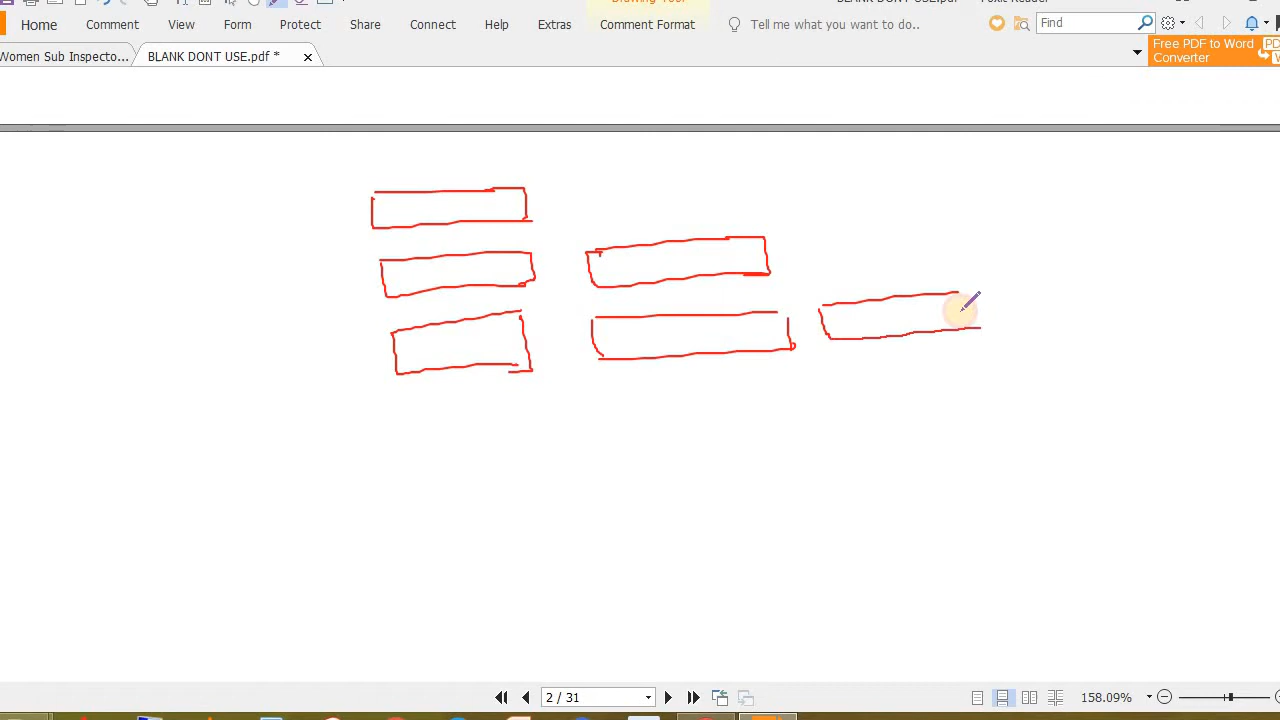 Home Comment View Form Protect Share Connect Help Extras Comment Format Tell me what you want to do.. Find
Women Sub Inspecto... BLANK DONT USE.pdf *
Free PDF to Word
Converter
2 / 31
158.09%